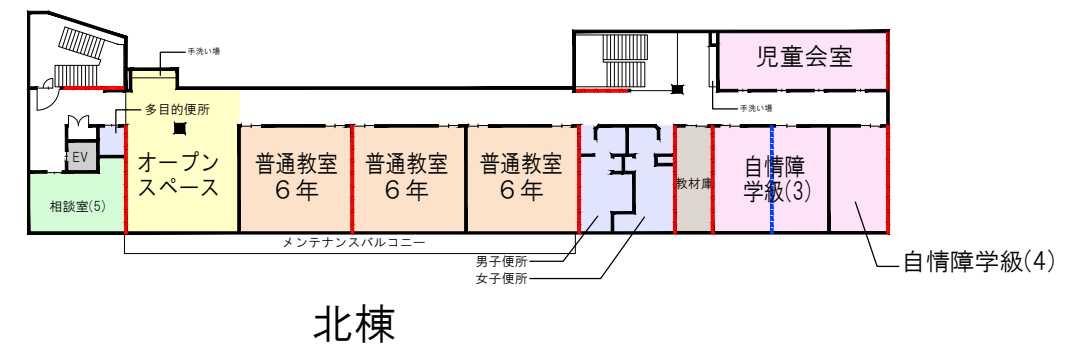 手洗い場
児童会室
多目的便所
手洗い場
EV
オープン
スペース
普通教室
６年
普通教室
６年
普通教室
６年
教材庫
自情障
学級(3)
相談室(5)
メンテナンスバルコニー
男子便所
女子便所
自情障学級(4)
北棟